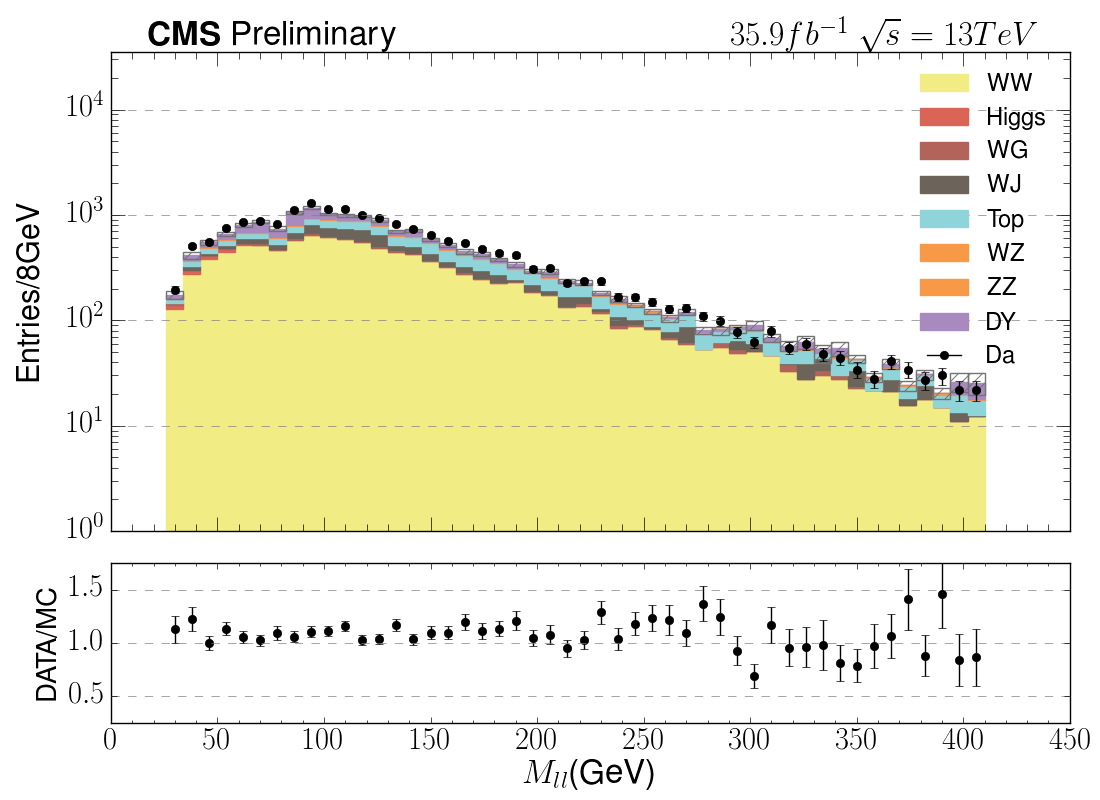 CMS Preliminary
35.9fb⁻¹ √s = 13TeV
WW
Higgs
WG
WJ
Top
WZ
ZZ
DY
Da
Entries/8GeV
10⁴
10³
10²
10¹
10⁰
DATA/MC
1.5
1.0
0.5
0 50 100 150 200 250 300 350 400 450
M_ll(GeV)